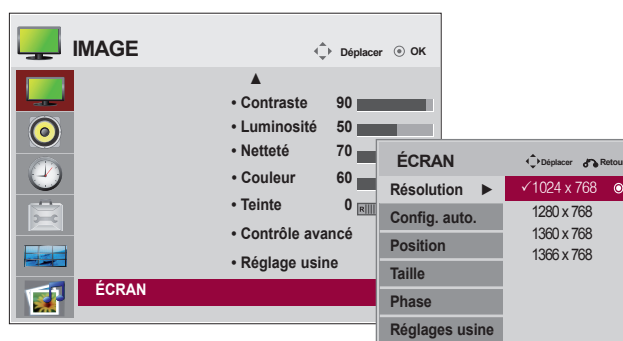 IMAGE
Déplacer OK
▲
• Contraste 90
• Luminosité 50
• Netteté 70
• Couleur 60
• Teinte 0 R
• Contrôle avancé
• Réglage usine
ÉCRAN
ÉCRAN
Déplacer Retou
Résolution ► ✓1024 x 768
Config. auto. 1280 x 768
1360 x 768
Position 1366 x 768
Taille
Phase
Réglages usine